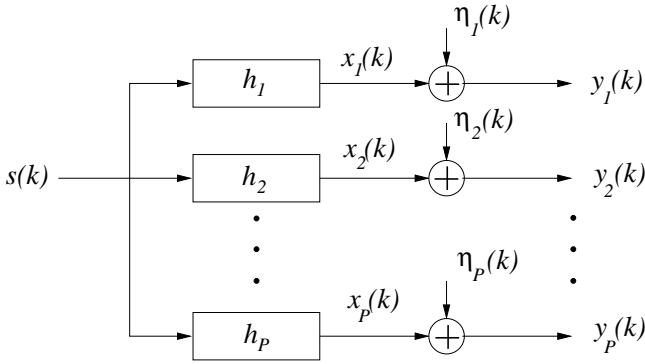 η₁(k)
h₁ x₁(k) + y₁(k)
η₂(k)
s(k) h₂ x₂(k) + y₂(k)
ηP(k)
hP xP(k) + yP(k)